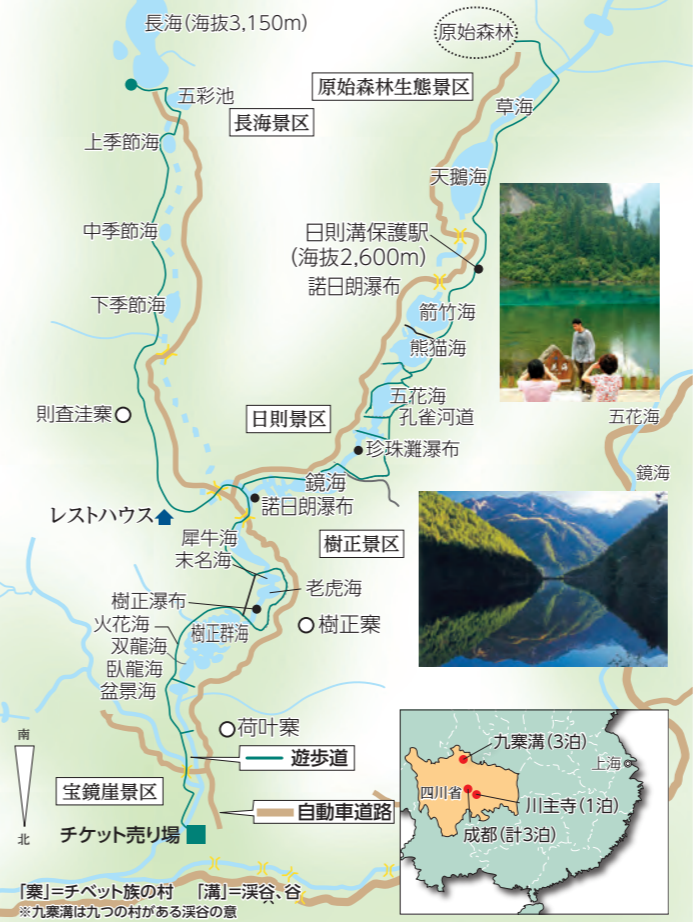 長海(海抜3,150m)
原始森林
五彩池
原始森林生態景区
草海
長海景区
上季節海
天鵝海
中季節海
日則溝保護駅
(海抜2,600m)
諾日朗瀑布
下季節海
箭竹海
熊猫海
則査洼寨
日則景区
五花海
孔雀河道
五花海
珍珠灘瀑布
鏡海
鏡海
諾日朗瀑布
レストハウス
犀牛海
末名海
樹正景区
老虎海
樹正瀑布
火花海
樹正群海
樹正寨
双龍海
臥龍海
盆景海
荷叶寨
南
北
遊歩道
宝鏡崖景区
自動車道路
チケット売り場
九寨溝(3泊)
上海
四川省
川主寺(1泊)
成都(計3泊)
「寨」=チベット族の村 「溝」=渓谷、谷
※九寨溝は九つの村がある渓谷の意